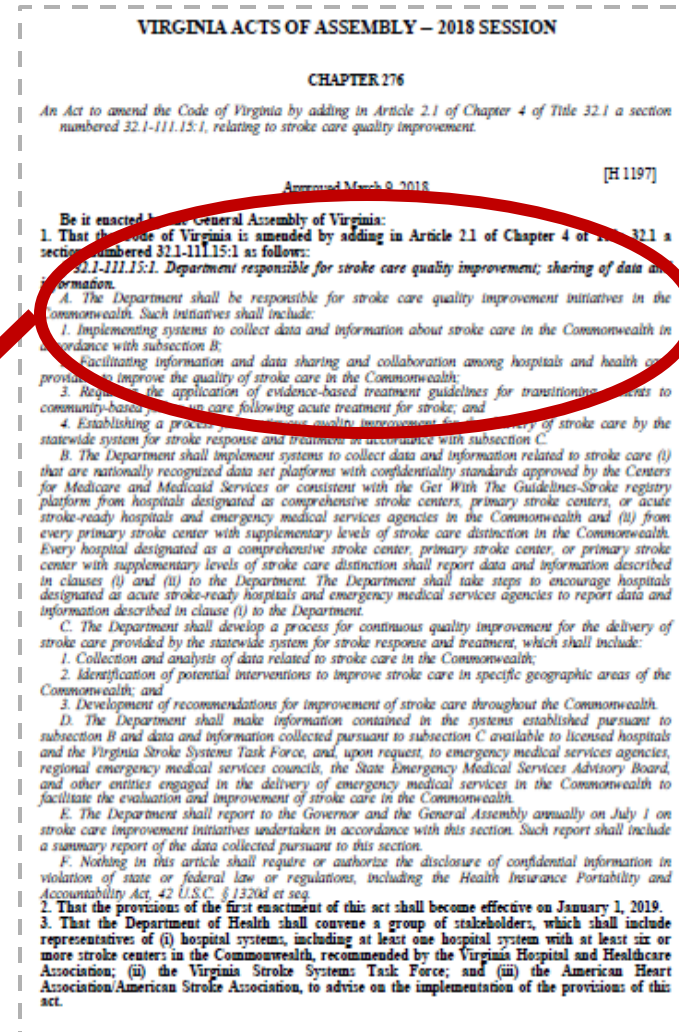 VIRGINIA ACTS OF ASSEMBLY – 2018 SESSION
CHAPTER 276
An Act to amend the Code of Virginia by adding in Article 2.1 of Chapter 4 of Title 32.1 a section
numbered 32.1-111.15:1, relating to stroke care quality improvement.
[H 1197]
Approved March 9, 2018
Be it enacted by the General Assembly of Virginia:
1. That the Code of Virginia is amended by adding in Article 2.1 of Chapter 4 of Title 32.1 a
section numbered 32.1-111.15:1 as follows:
32.1-111.15:1. Department responsible for stroke care quality improvement; sharing of data and
information.
A. The Department shall be responsible for stroke care quality improvement initiatives in the
Commonwealth. Such initiatives shall include:
1. Implementing systems to collect data and information about stroke care in the Commonwealth in
accordance with subsection B;
Facilitating information and data sharing and collaboration among hospitals and health care
providers to improve the quality of stroke care in the Commonwealth;
3. the application of evidence-based treatment guidelines for transitioning patients to
community-based follow-up care following acute treatment for stroke; and
4. Establishing a process for continuous quality improvement for the delivery of stroke care by the
statewide system for stroke response and treatment in accordance with subsection C.
B. The Department shall implement systems to collect data and information related to stroke care (i)
that are nationally recognized data set platforms with confidentiality standards approved by the Centers
for Medicare and Medicaid Services or consistent with the Get With The Guidelines-Stroke registry
platform from hospitals designated as comprehensive stroke centers, primary stroke centers, or acute
stroke-ready hospitals and emergency medical services agencies in the Commonwealth and (ii) from
every primary stroke center with supplementary levels of stroke care distinction in the Commonwealth.
Every hospital designated as a comprehensive stroke center, primary stroke center, or primary stroke
center with supplementary levels of stroke care distinction shall report data and information described
in clauses (i) and (ii) to the Department. The Department shall take steps to encourage hospitals
designated as acute stroke-ready hospitals and emergency medical services agencies to report data and
information described in clause (i) to the Department.
C. The Department shall develop a process for continuous quality improvement for the delivery of
stroke care provided by the statewide system for stroke response and treatment, which shall include:
1. Collection and analysis of data related to stroke care in the Commonwealth;
2. Identification of potential interventions to improve stroke care in specific geographic areas of the
Commonwealth; and
3. Development of recommendations for improvement of stroke care throughout the Commonwealth.
D. The Department shall make information contained in the systems established pursuant to
subsection B and data and information collected pursuant to subsection C available to licensed hospitals
and the Virginia Stroke Systems Task Force, and, upon request, to emergency medical services agencies,
regional emergency medical services councils, the State Emergency Medical Services Advisory Board,
and other entities engaged in the delivery of emergency medical services in the Commonwealth to
facilitate the evaluation and improvement of stroke care in the Commonwealth.
E. The Department shall report to the Governor and the General Assembly annually on July 1 on
stroke care improvement initiatives undertaken in accordance with this section. Such report shall include
a summary report of the data collected pursuant to this section.
F. Nothing in this article shall require or authorize the disclosure of confidential information in
violation of state or federal law or regulations, including the Health Insurance Portability and
Accountability Act, 42 U.S.C. § 1320d et seq.
2. That the provisions of the first enactment of this act shall become effective on January 1, 2019.
3. That the Department of Health shall convene a group of stakeholders, which shall include
representatives of (i) hospital systems, including at least one hospital system with at least six or
more stroke centers in the Commonwealth, recommended by the Virginia Hospital and Healthcare
Association; (ii) the Virginia Stroke Systems Task Force; and (iii) the American Heart
Association/American Stroke Association, to advise on the implementation of the provisions of this
act.